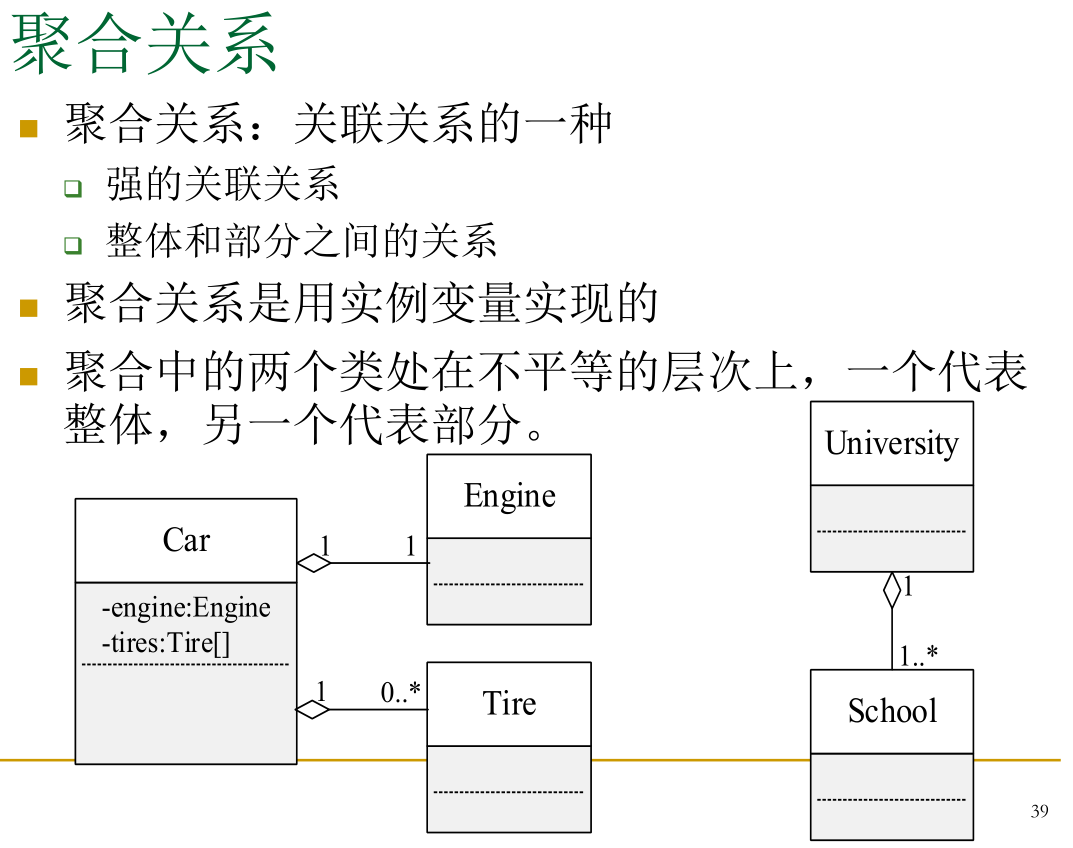 聚合关系
聚合关系：关联关系的一种
强的关联关系
整体和部分之间的关系
聚合关系是用实例变量实现的
聚合中的两个类处在不平等的层次上，一个代表
整体，另一个代表部分。
University
Engine
Car
1
1
-engine:Engine
-tires:Tire[]
1
1..*
1
0..*
Tire
School
39